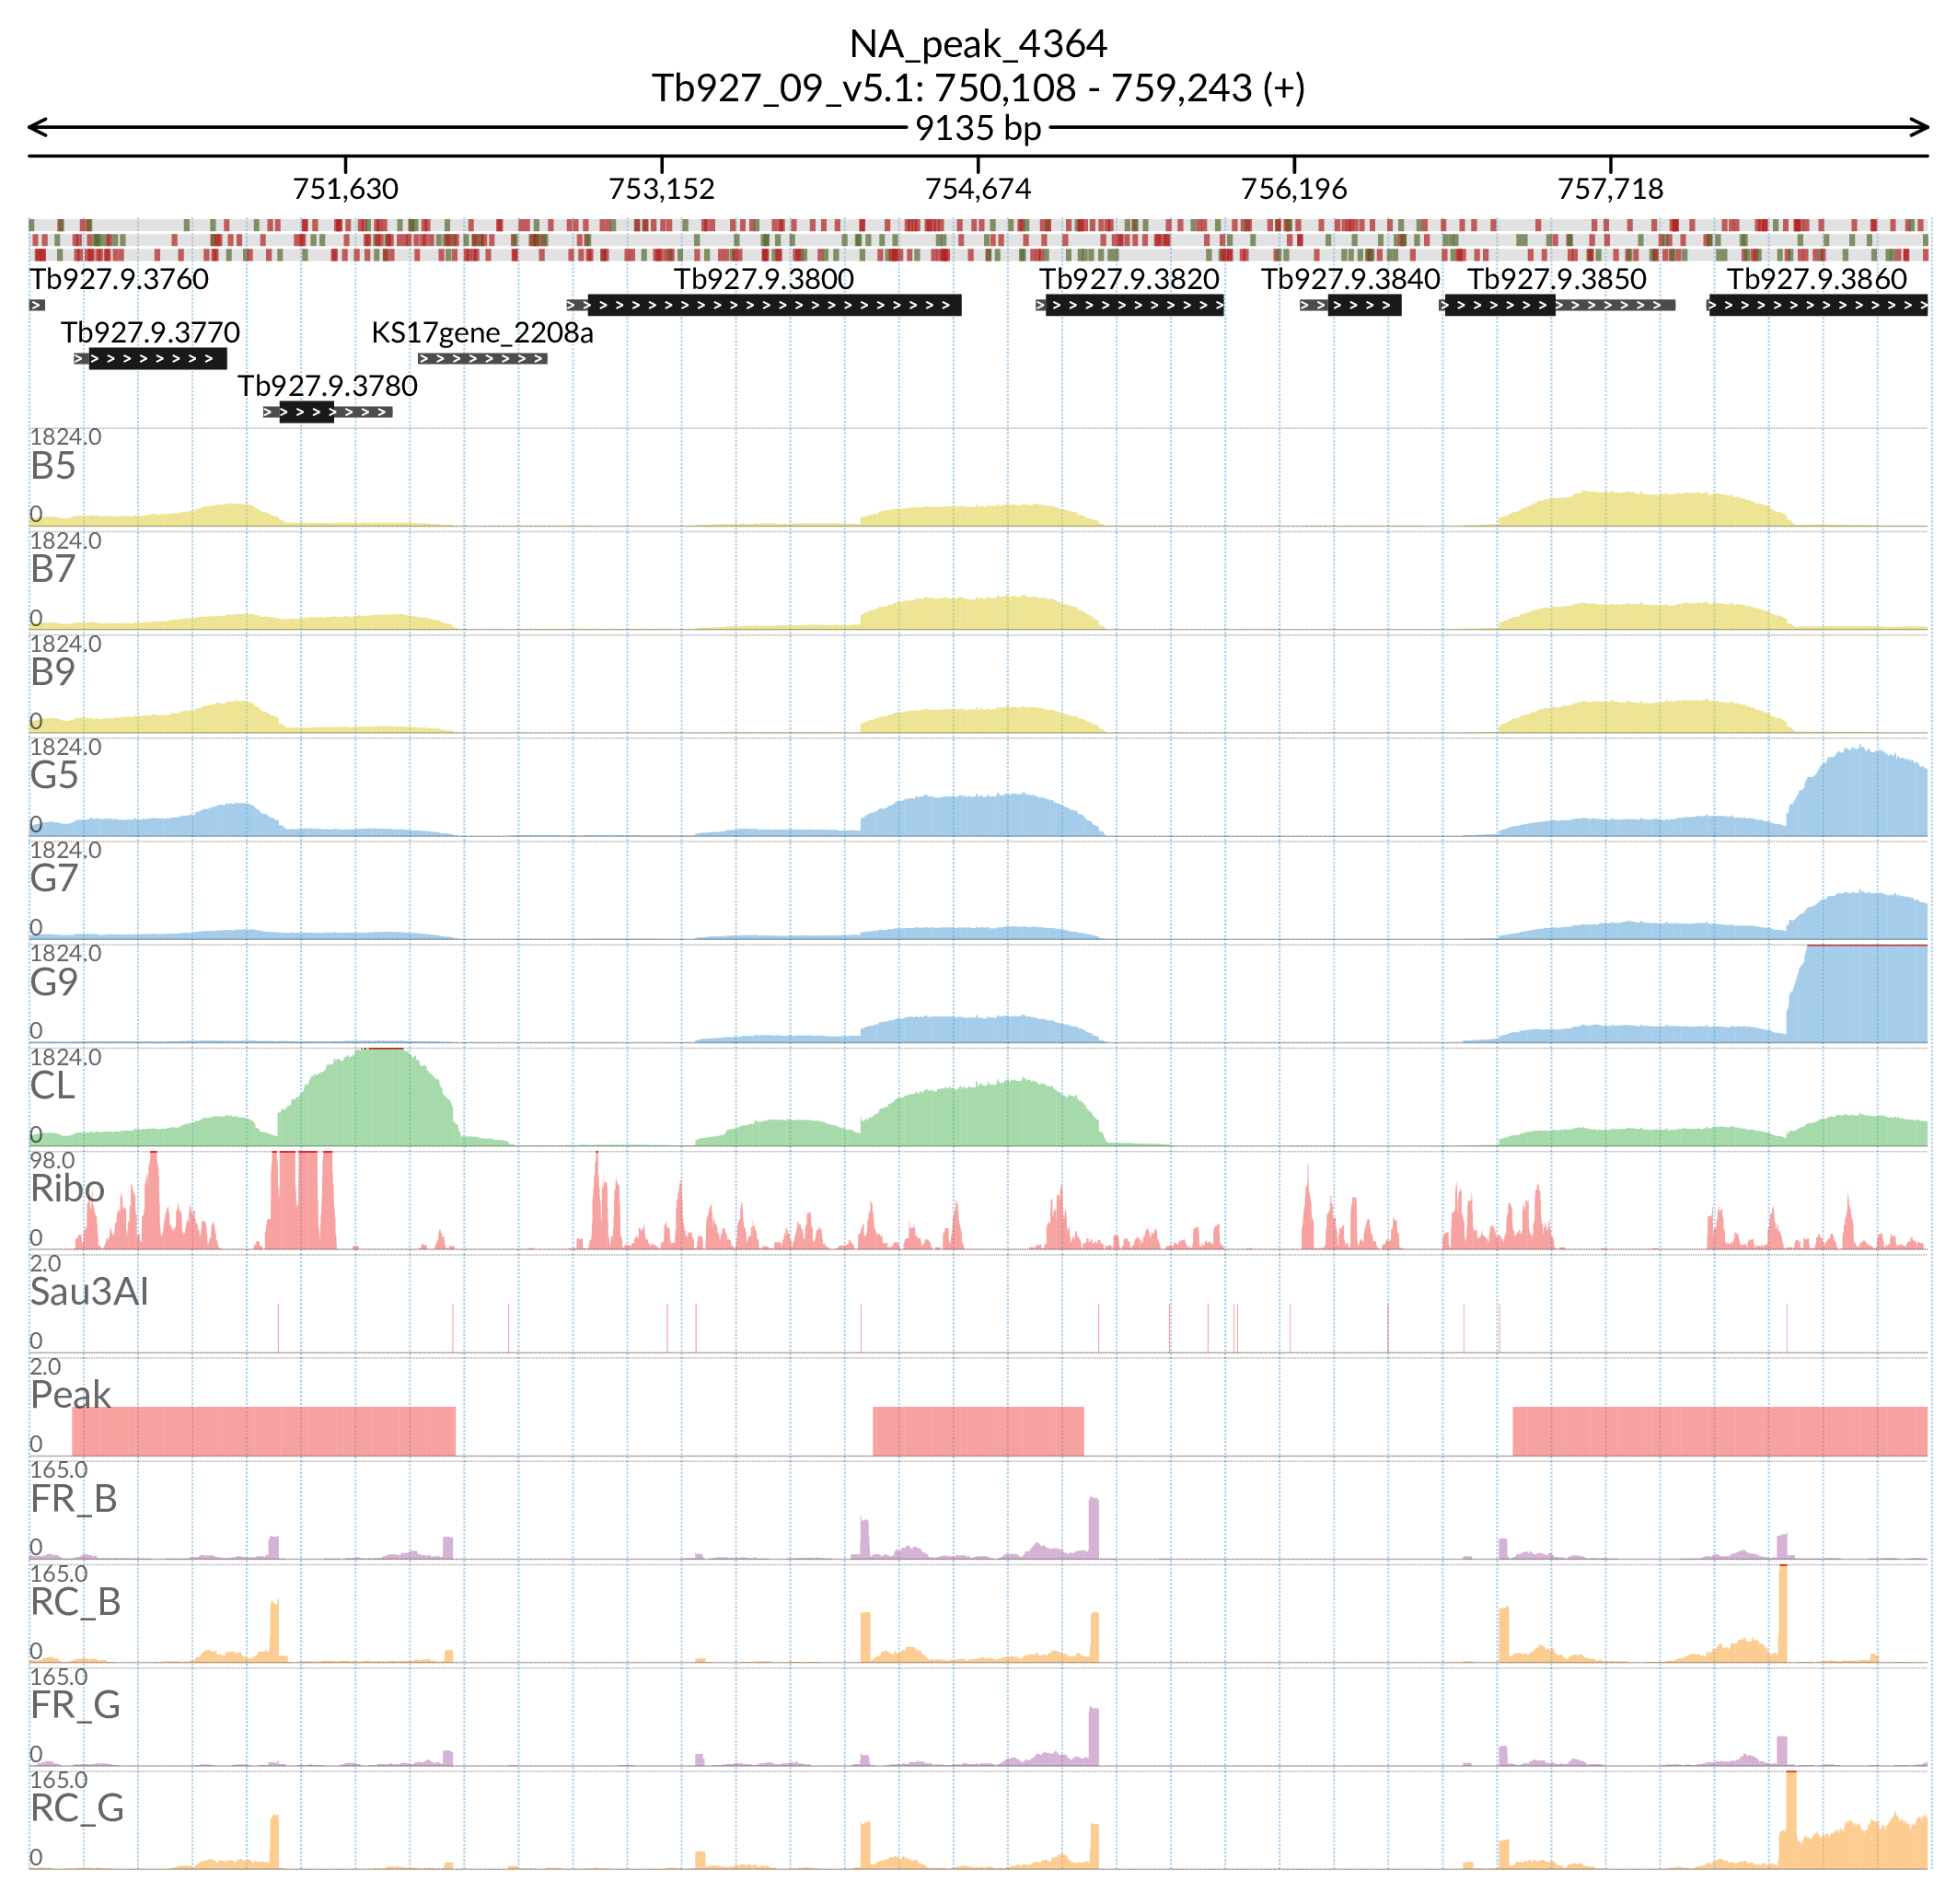 NA_peak_4364
Tb927_09_v5.1: 750,108 - 759,243 (+)
9135 bp
751,630 753,152 754,674 756,196 757,718
Tb927.9.3760 Tb927.9.3800 Tb927.9.3820 Tb927.9.3840 Tb927.9.3850 Tb927.9.3860
Tb927.9.3770 KS17gene_2208a
Tb927.9.3780
1824.0
B5
0
1824.0
B7
0
1824.0
B9
0
1824.0
G5
0
1824.0
G7
0
1824.0
G9
0
1824.0
CL
0
98.0
Ribo
0
2.0
Sau3AI
0
2.0
Peak
0
165.0
FR_B
0
165.0
RC_B
0
165.0
FR_G
0
165.0
RC_G
0